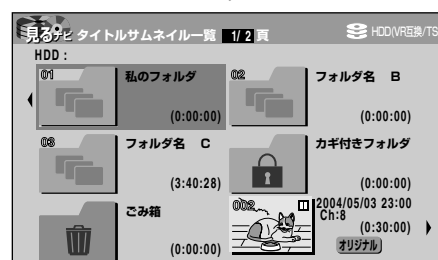 見るナビ タイトルサムネイル一覧 1/ 2 頁 HDD(VR互換/TS
HDD :
01 私のフォルダ (0:00:00)
02 フォルダ名 B (0:00:00)
03 フォルダ名 C (3:40:28)
カギ付きフォルダ (0:00:00)
ごみ箱 (0:00:00)
002 2004/05/03 23:00
Ch:8
(0:30:00)
オリジナル